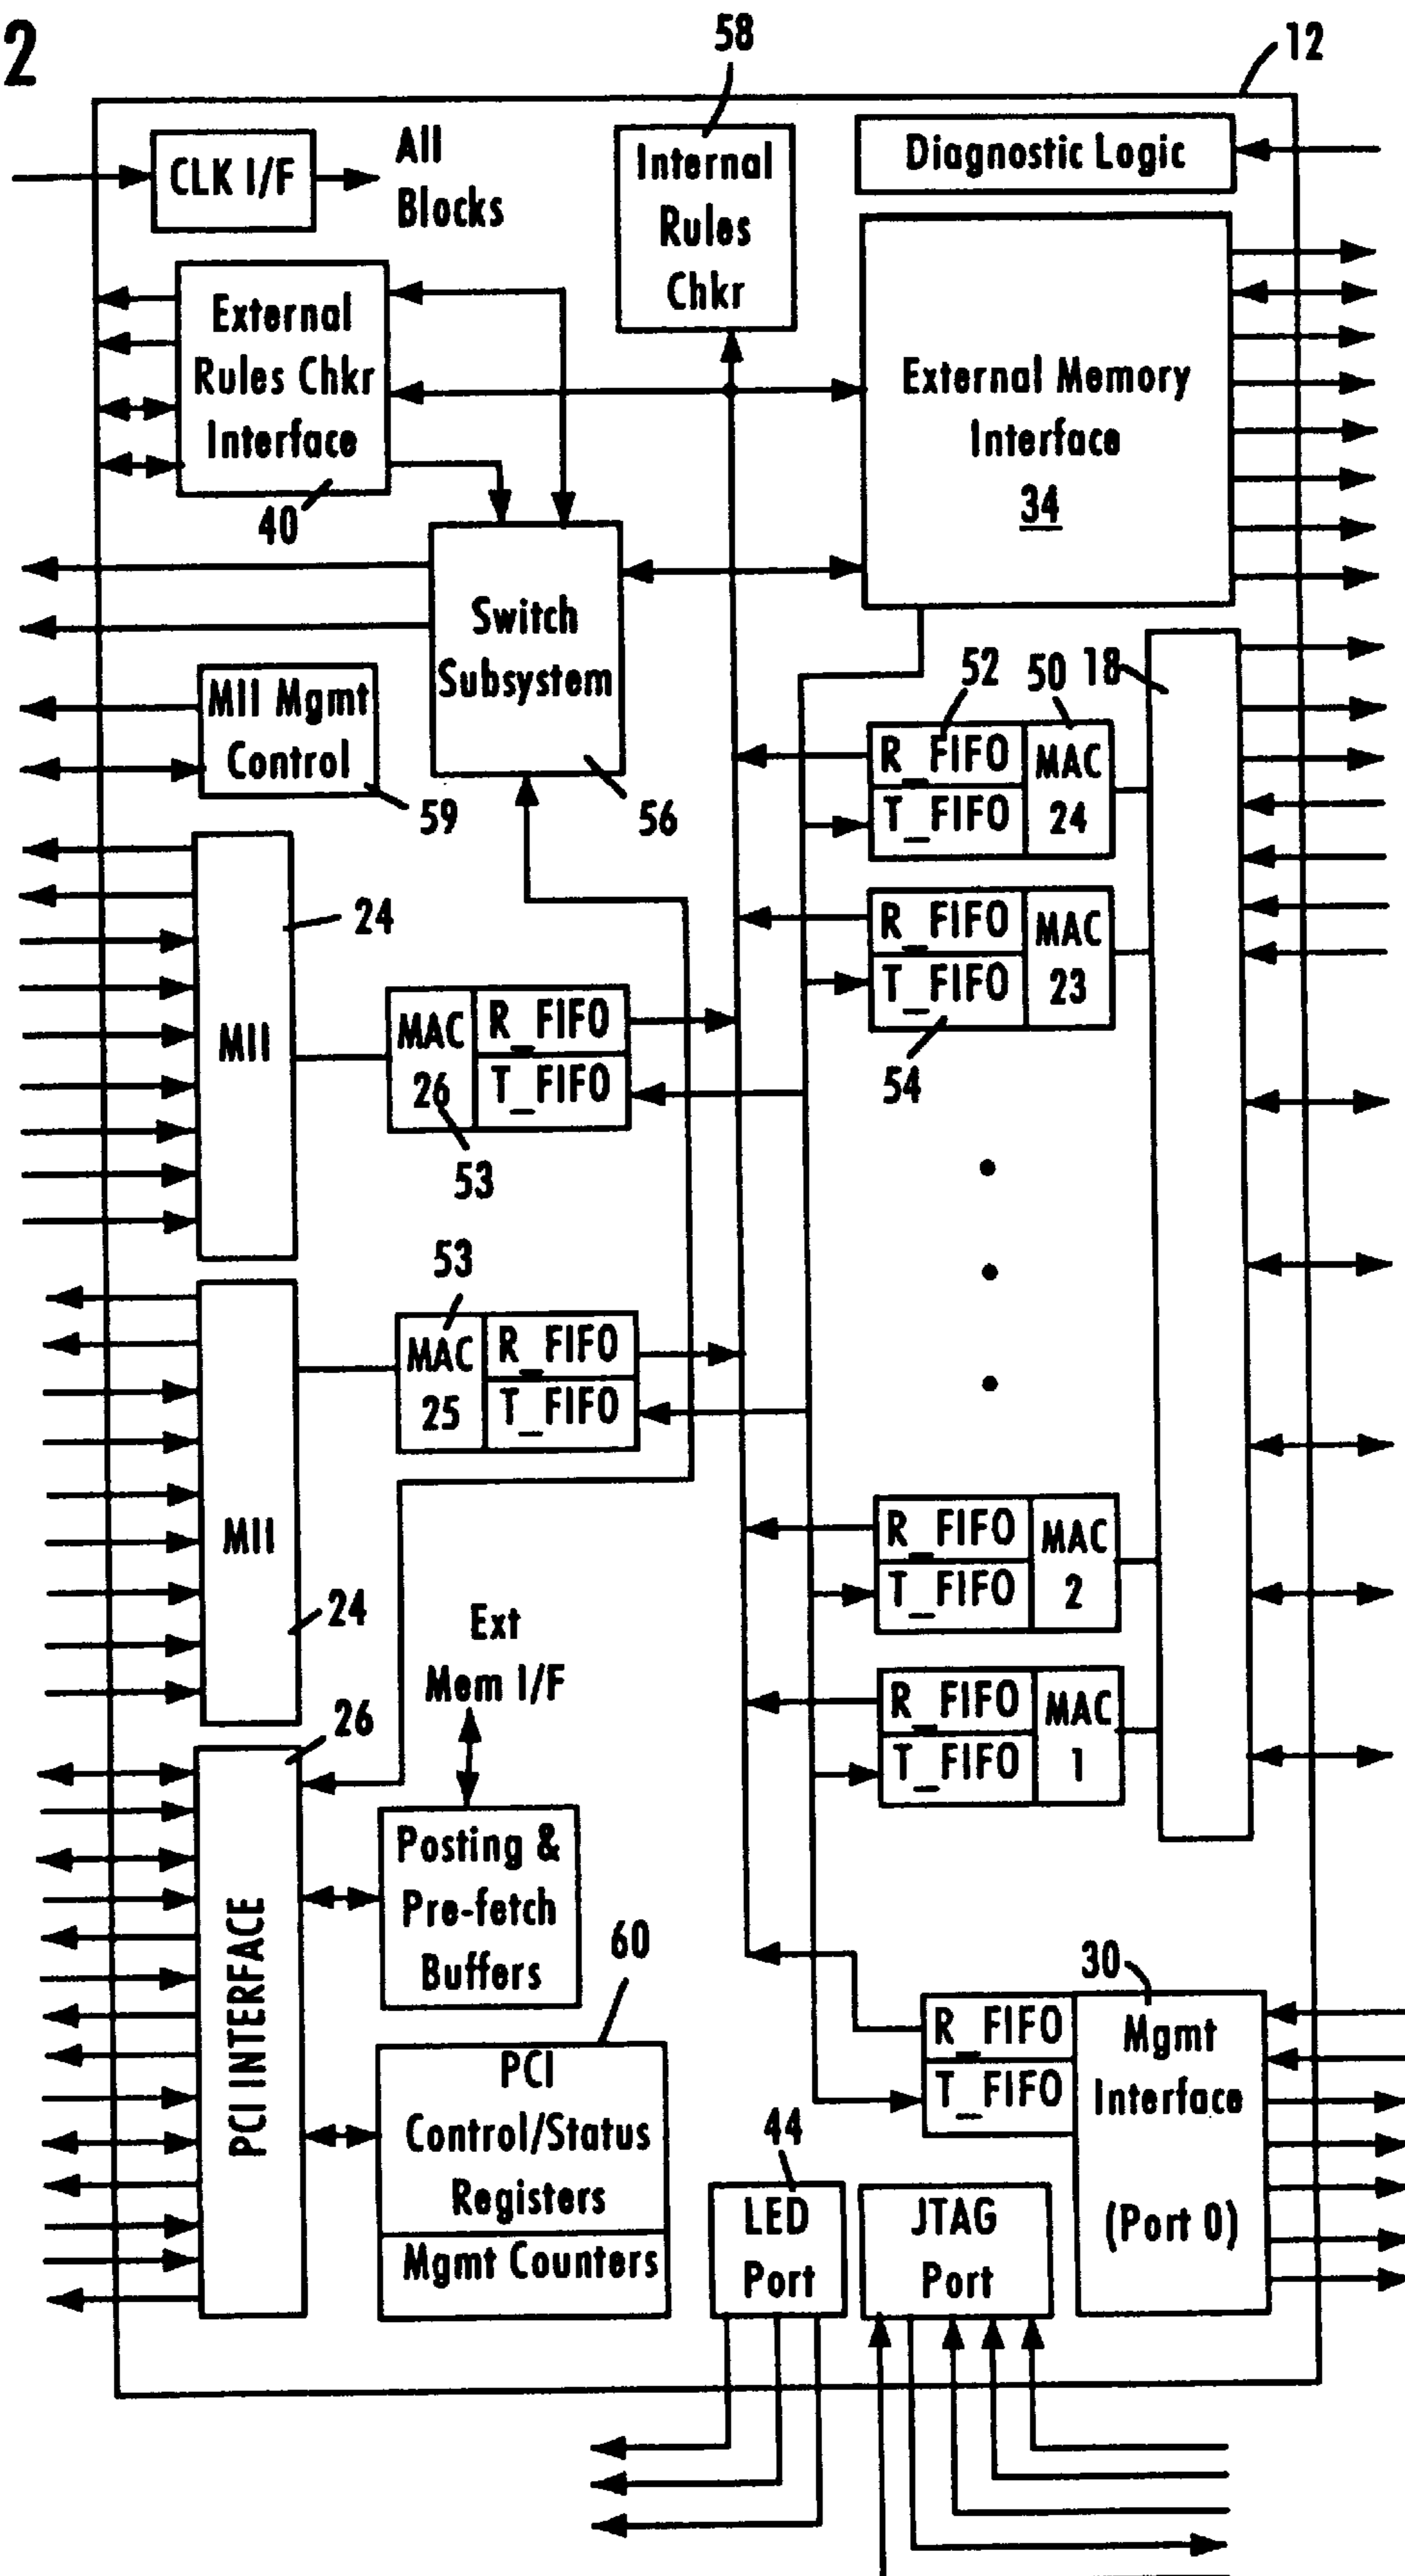 2
58
12
CLK I/F
All
Blocks
Internal
Rules
Chkr
Diagnostic Logic
External
Rules Chkr
Interface
40
External Memory
Interface
34
Switch
Subsystem
56
MII Mgmt
Control
59
52
50
18
R_FIFO
T_FIFO
MAC
24
R_FIFO
T_FIFO
MAC
23
54
MII
24
MAC
26
R_FIFO
T_FIFO
53
53
MAC
25
R_FIFO
T_FIFO
MII
24
R_FIFO
T_FIFO
MAC
2
R_FIFO
T_FIFO
MAC
1
Ext
Mem I/F
26
PCI INTERFACE
Posting &
Pre-fetch
Buffers
60
PCI
Control/Status
Registers
Mgmt Counters
30
R_FIFO
T_FIFO
Mgmt
Interface
(Port 0)
44
LED
Port
JTAG
Port